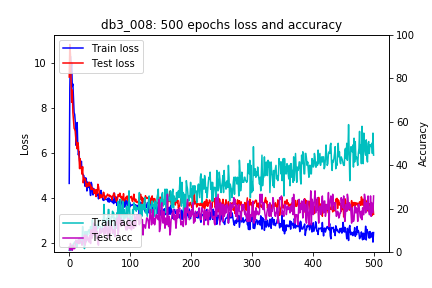 db3_008: 500 epochs loss and accuracy
Train loss
Test loss
Train acc
Test acc
Loss
Accuracy
10
8
6
4
2
100
80
60
40
20
0
0
100
200
300
400
500